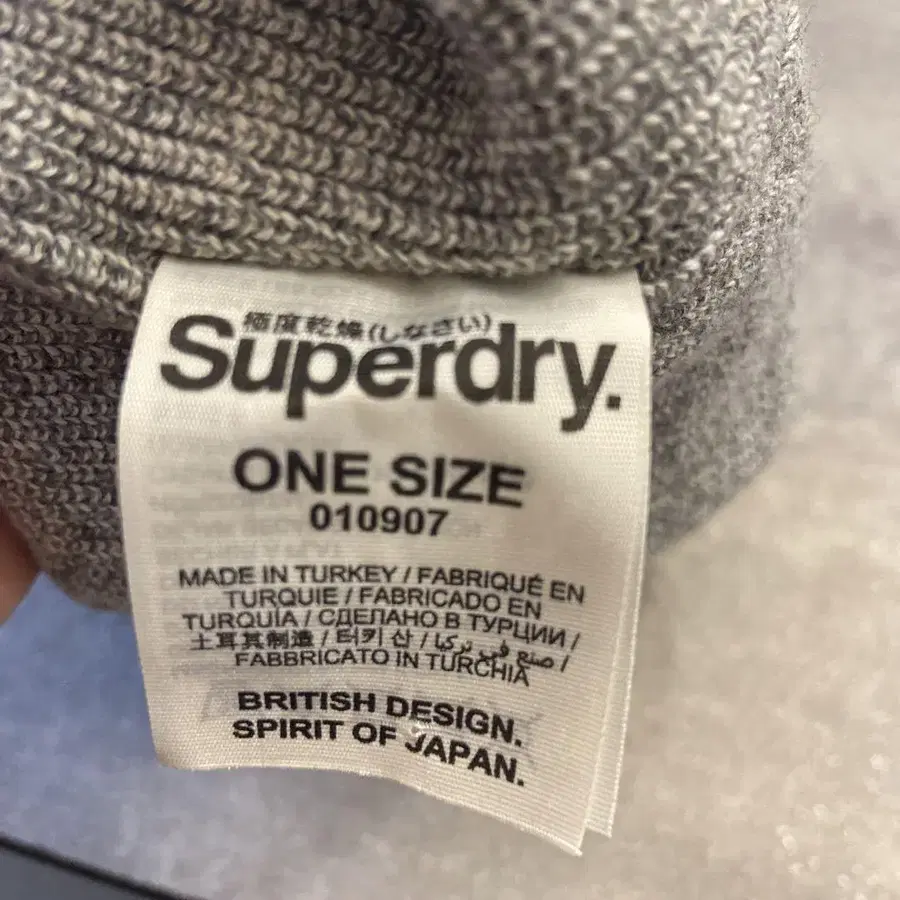 極度乾燥(しなさい)
Superdry.
ONE SIZE
010907
MADE IN TURKEY / FABRIQUÉ EN
TURQUIE / FABRICADO EN
TURQUÍA / СДЕЛАНО В ТУРЦИИ /
土耳其制造 / 터키 산 / صنع في تركيا /
FABBRICATO IN TURCHIA
BRITISH DESIGN.
SPIRIT OF JAPAN.